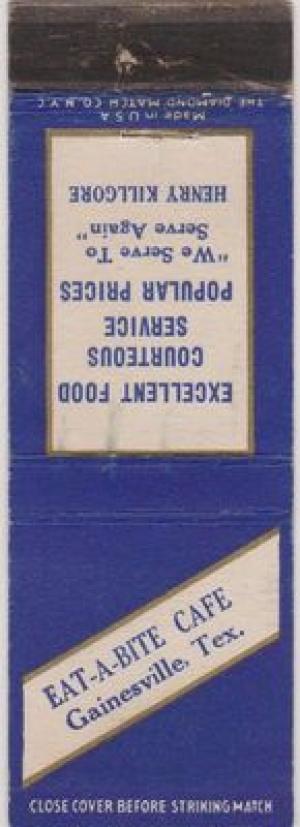 EAT-A-BITE CAFE
Gainesville, Tex.
CLOSE COVER BEFORE STRIKING MATCH
EXCELLENT FOOD
COURTEOUS
SERVICE
POPULAR PRICES
"We Serve To
Serve Again"
HENRY KILLGORE
Made in U S A
THE DIAMOND MATCH CO. N.Y.C.